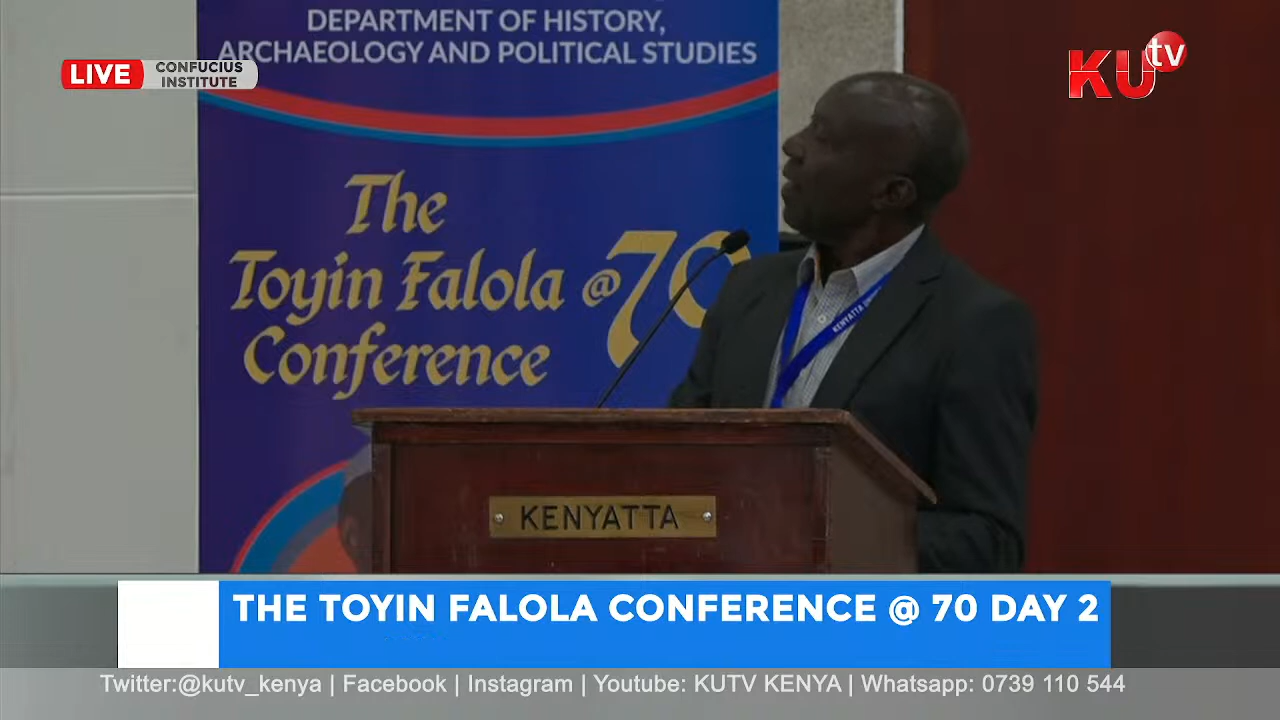 DEPARTMENT OF HISTORY,
ARCHAEOLOGY AND POLITICAL STUDIES
LIVE
CONFUCIUS
INSTITUTE
KU tv
The
Toyin Falola @70
Conference
KENYATTA
KENYATTA
THE TOYIN FALOLA CONFERENCE @ 70 DAY 2
Twitter:@kutv_kenya | Facebook | Instagram | Youtube: KUTV KENYA | Whatsapp: 0739 110 544